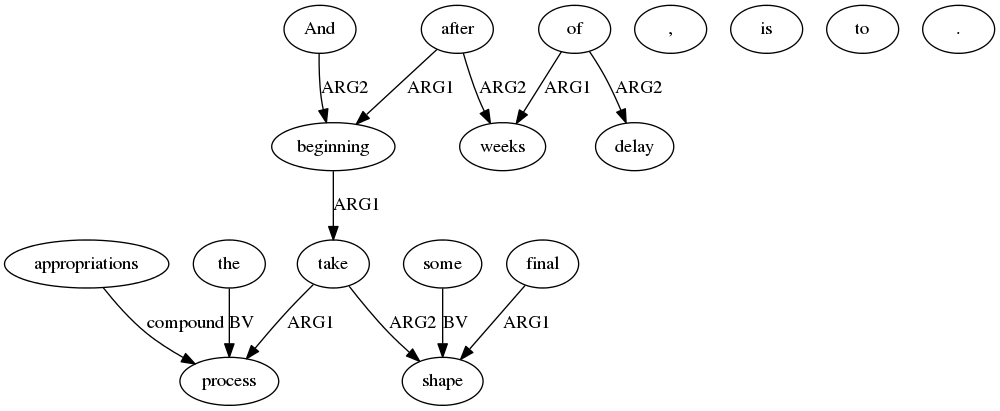 And after of , is to .
ARG2 ARG1 ARG2 ARG1 ARG2
beginning weeks delay
ARG1
appropriations the take some final
compound BV ARG1 ARG2 BV ARG1
process shape